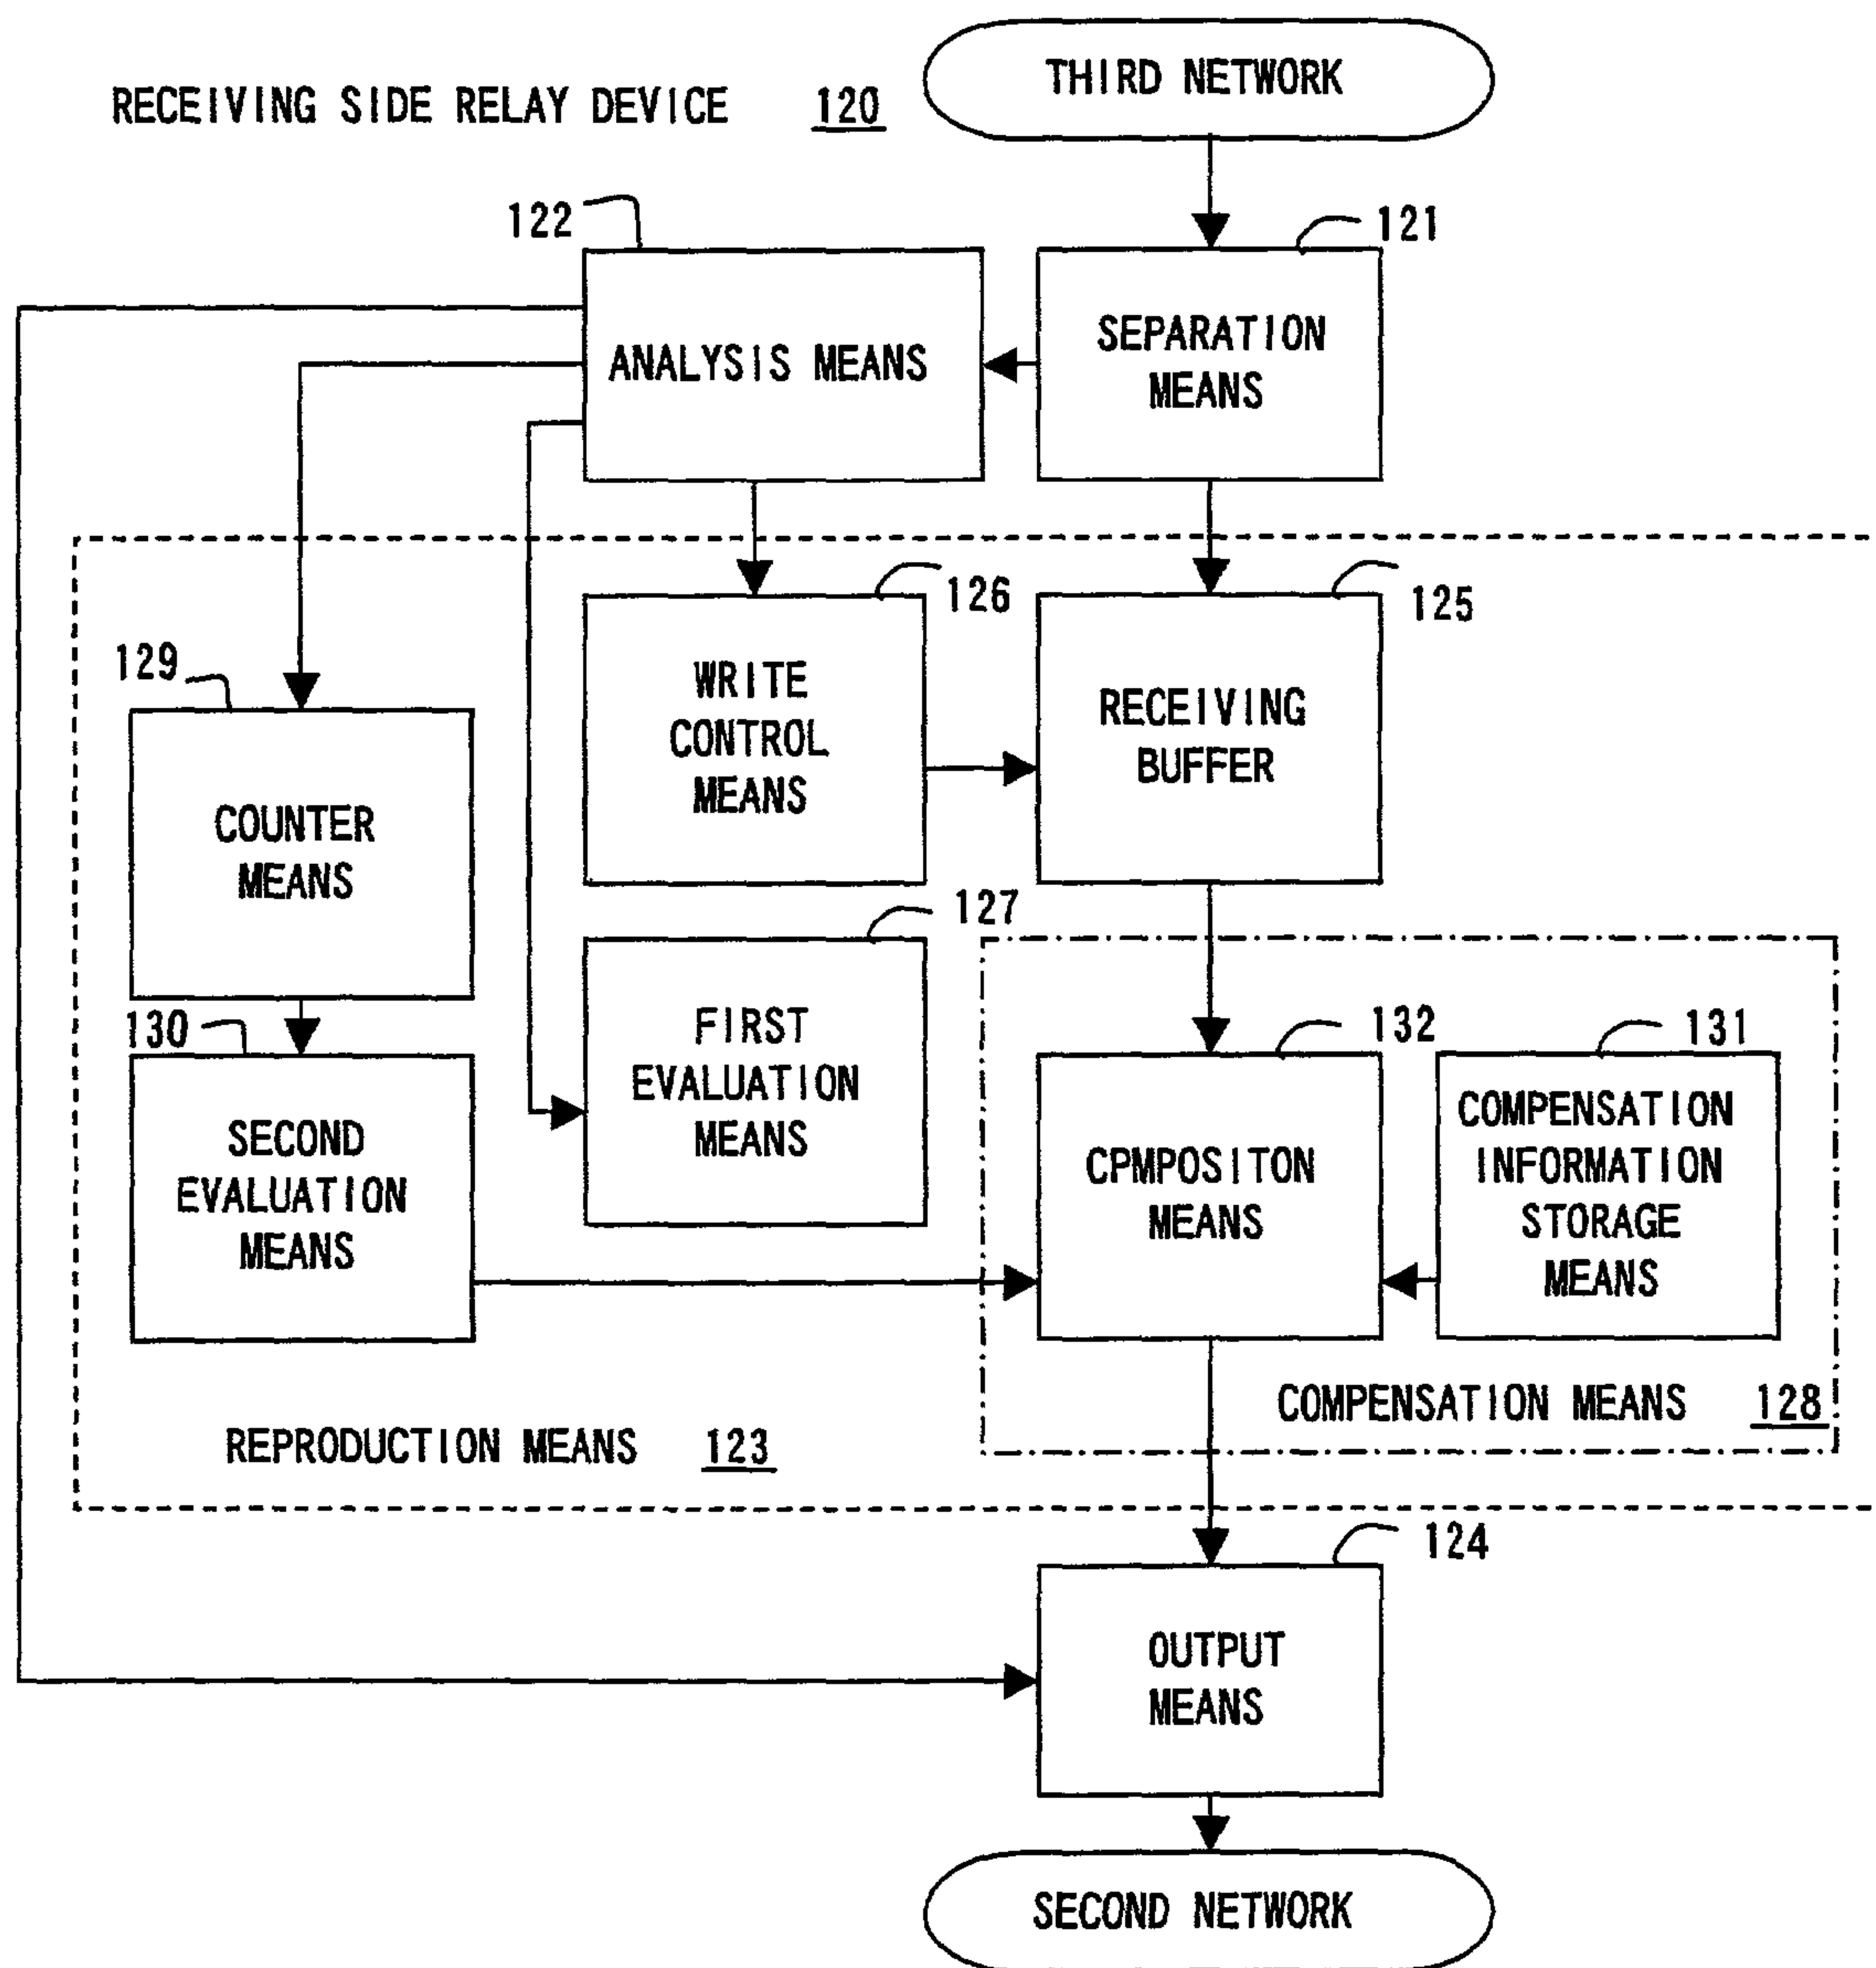 THIRD NETWORK
RECEIVING SIDE RELAY DEVICE 120
122
121
ANALYSIS MEANS
SEPARATION
MEANS
126
125
129
WRITE
CONTROL
MEANS
RECEIVING
BUFFER
COUNTER
MEANS
127
130
132
131
FIRST
EVALUATION
MEANS
SECOND
EVALUATION
MEANS
CPMPOSITON
MEANS
COMPENSATION
INFORMATION
STORAGE
MEANS
COMPENSATION MEANS 128
REPRODUCTION MEANS 123
124
OUTPUT
MEANS
SECOND NETWORK